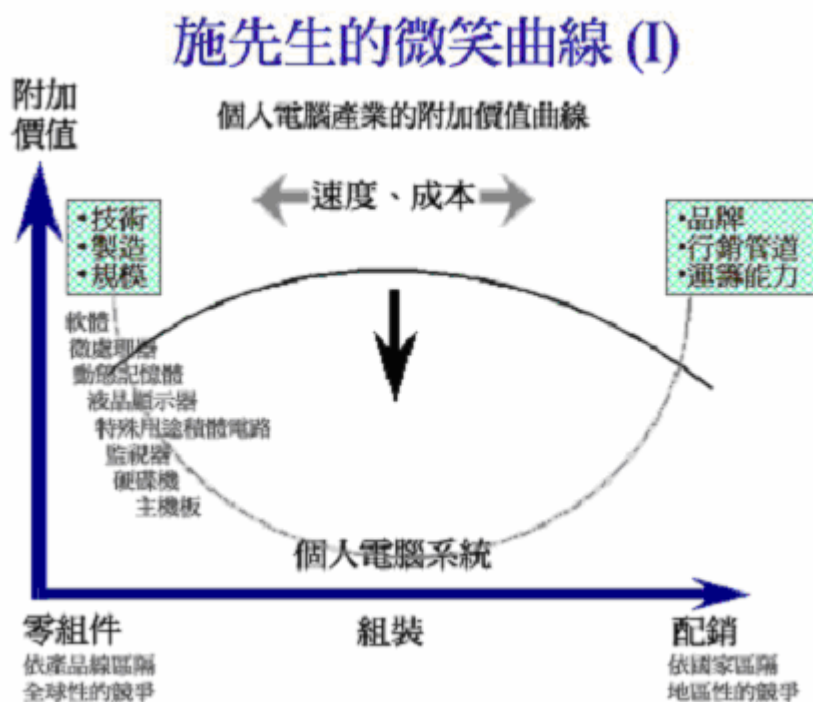 施先生的微笑曲線 (I)
附加
價值
個人電腦產業的附加價值曲線
速度、成本
•技術
•製造
•規模
•品牌
•行銷管道
•運籌能力
軟體
微處理器
動態記憶體
液晶顯示器
特殊用途積體電路
監視器
硬碟機
主機板
個人電腦系統
零組件
依產品線區隔
全球性的競爭
組裝
配銷
依國家區隔
地區性的競爭